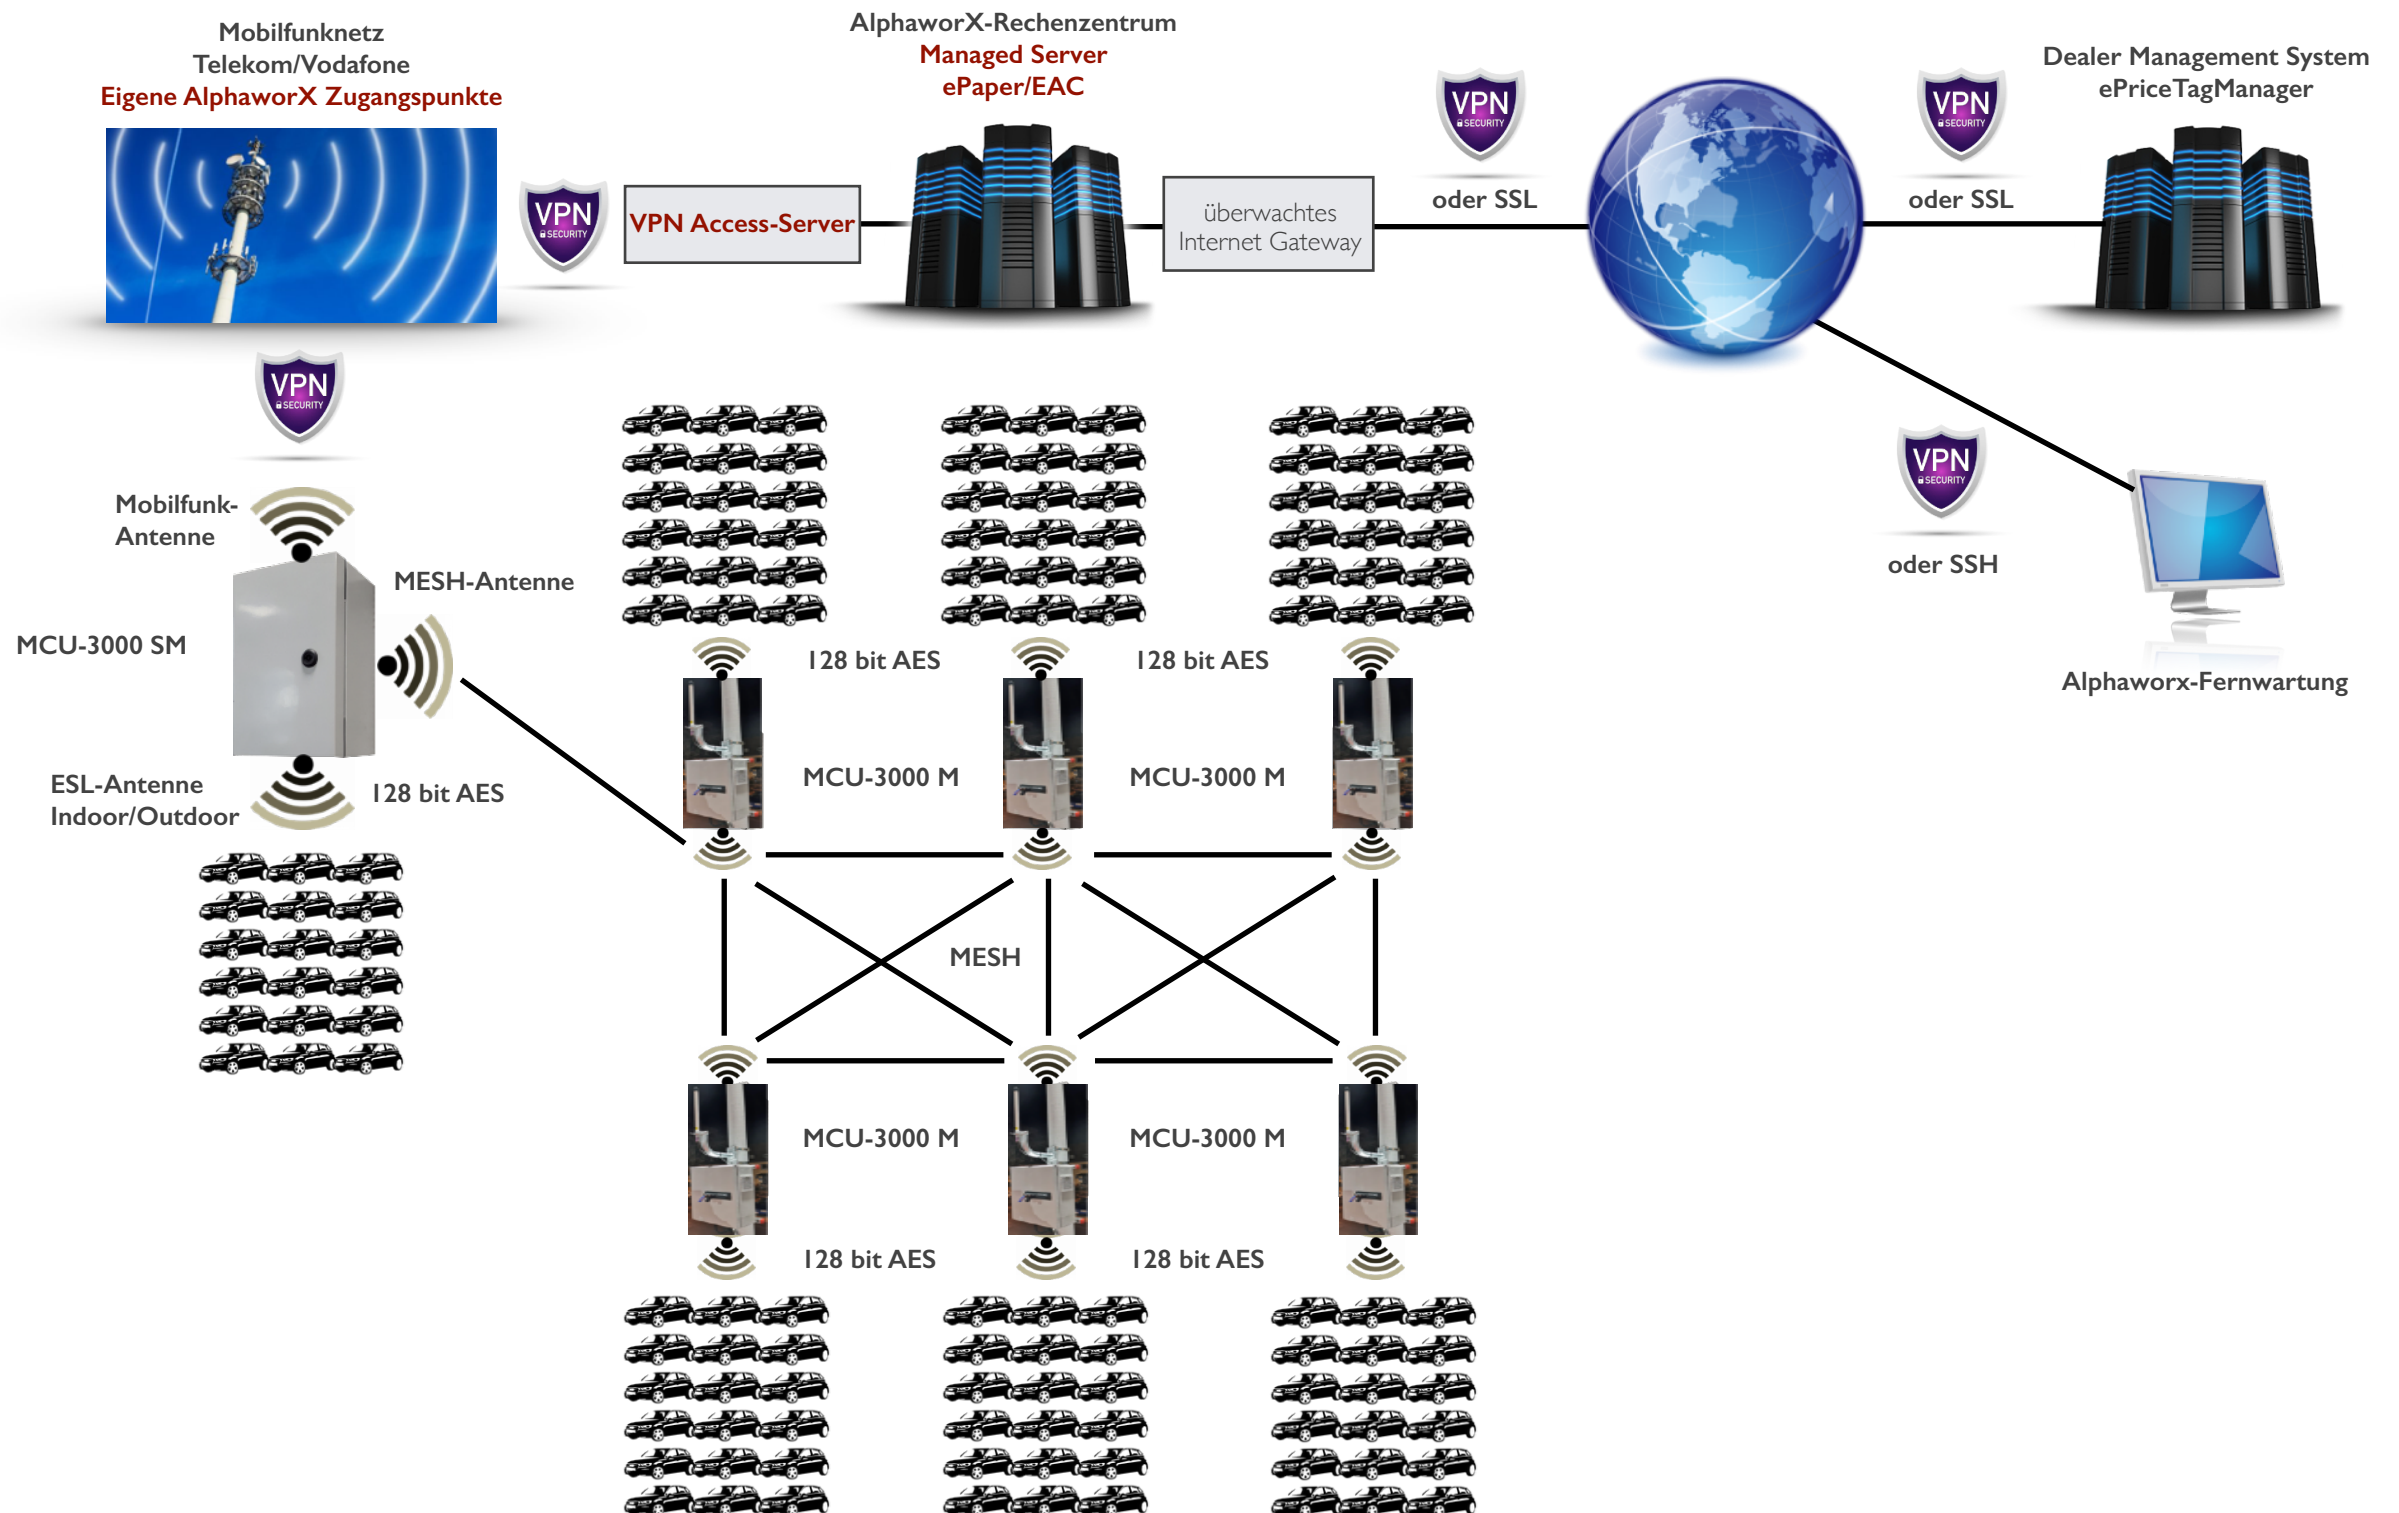 Mobilfunknetz
Telekom/Vodafone
Eigene AlphaworX Zugangspunkte
AlphaworX-Rechenzentrum
Managed Server
ePaper/EAC
Dealer Management System
ePriceTagManager
VPN
SECURITY
oder SSL
VPN
SECURITY
oder SSL
VPN
SECURITY
VPN Access-Server
überwachtes
Internet Gateway
VPN
SECURITY
VPN
SECURITY
oder SSH
Alphaworx-Fernwartung
Mobilfunk-
Antenne
MESH-Antenne
MCU-3000 SM
ESL-Antenne
Indoor/Outdoor
128 bit AES
128 bit AES
128 bit AES
MCU-3000 M
MCU-3000 M
MESH
MCU-3000 M
MCU-3000 M
128 bit AES
128 bit AES